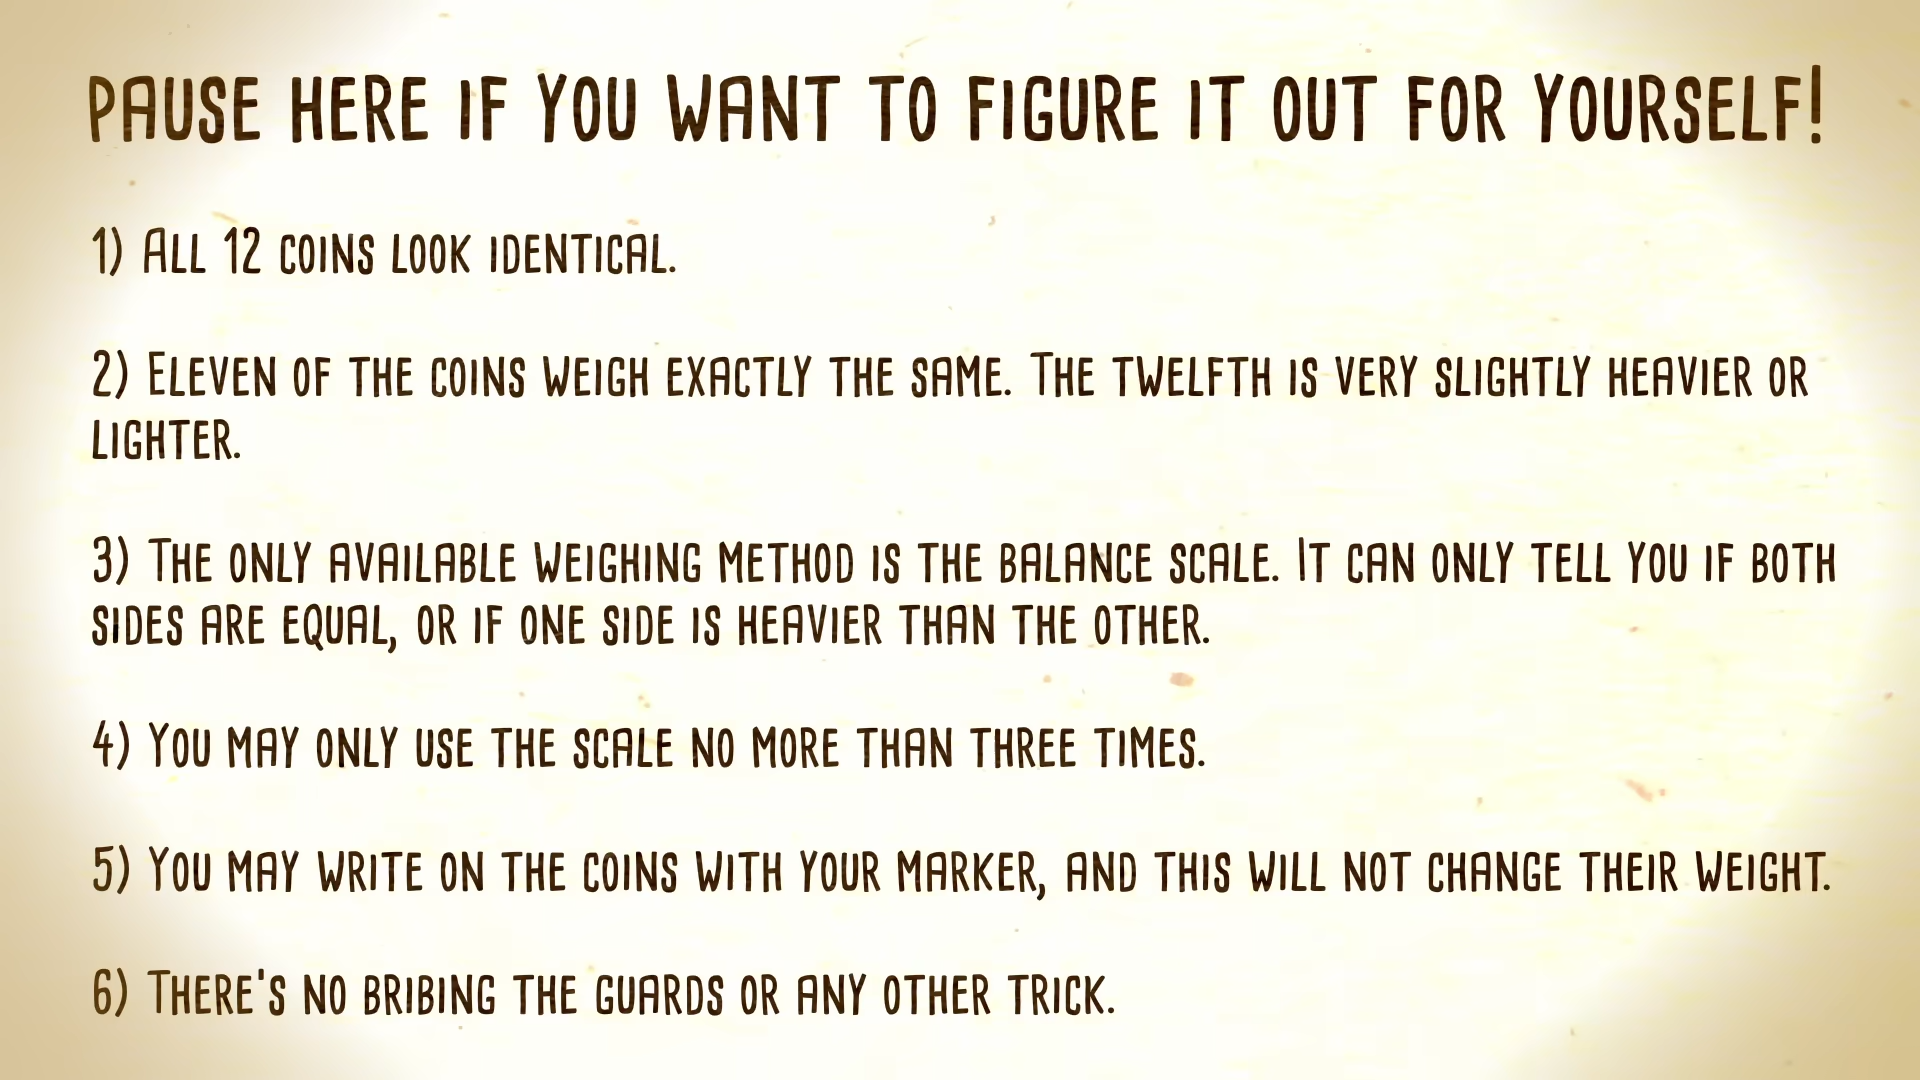 PAUSE HERE IF YOU WANT TO FIGURE IT OUT FOR YOURSELF!
1) ALL 12 COINS LOOK IDENTICAL.
2) ELEVEN OF THE COINS WEIGH EXACTLY THE SAME. THE TWELFTH IS VERY SLIGHTLY HEAVIER OR
LIGHTER.
3) THE ONLY AVAILABLE WEIGHING METHOD IS THE BALANCE SCALE. IT CAN ONLY TELL YOU IF BOTH
SIDES ARE EQUAL, OR IF ONE SIDE IS HEAVIER THAN THE OTHER.
4) YOU MAY ONLY USE THE SCALE NO MORE THAN THREE TIMES.
5) YOU MAY WRITE ON THE COINS WITH YOUR MARKER, AND THIS WILL NOT CHANGE THEIR WEIGHT.
6) THERE'S NO BRIBING THE GUARDS OR ANY OTHER TRICK.